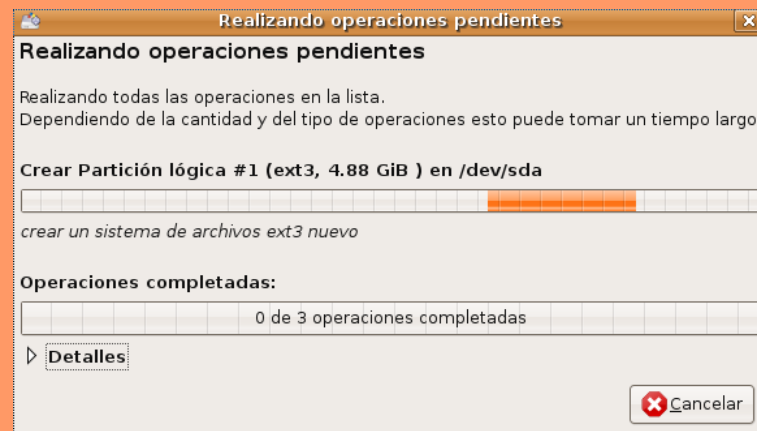 Realizando operaciones pendientes
Realizando operaciones pendientes
Realizando todas las operaciones en la lista.
Dependiendo de la cantidad y del tipo de operaciones esto puede tomar un tiempo largo
Crear Partición lógica #1 (ext3, 4.88 GiB ) en /dev/sda
crear un sistema de archivos ext3 nuevo
Operaciones completadas:
0 de 3 operaciones completadas
Detalles
Cancelar